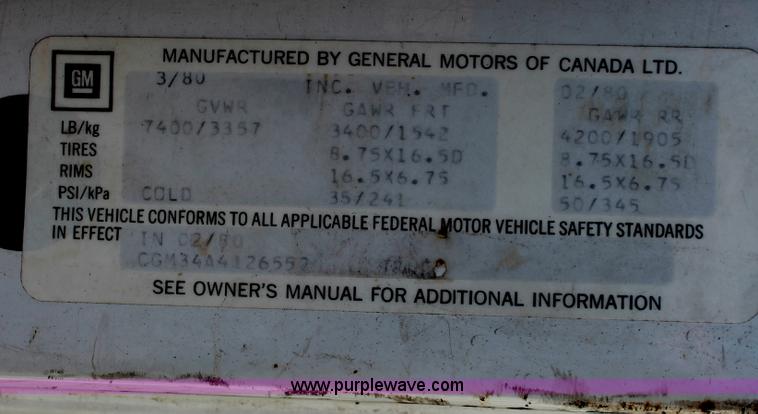 MANUFACTURED BY GENERAL MOTORS OF CANADA LTD.
GM
3/80 INC. VEH. MFD. 02/80
GVWR GAWR FRT GAWR RR
LB/kg 7400/3357 3400/1542 4200/1905
TIRES 8.75X16.5D 8.75X16.5D
RIMS 16.5X6.75 16.5X6.75
PSI/kPa COLD 35/241 50/345
THIS VEHICLE CONFORMS TO ALL APPLICABLE FEDERAL MOTOR VEHICLE SAFETY STANDARDS
IN EFFECT IN 02/80
CGM34A4126552
SEE OWNER'S MANUAL FOR ADDITIONAL INFORMATION
www.purplewave.com